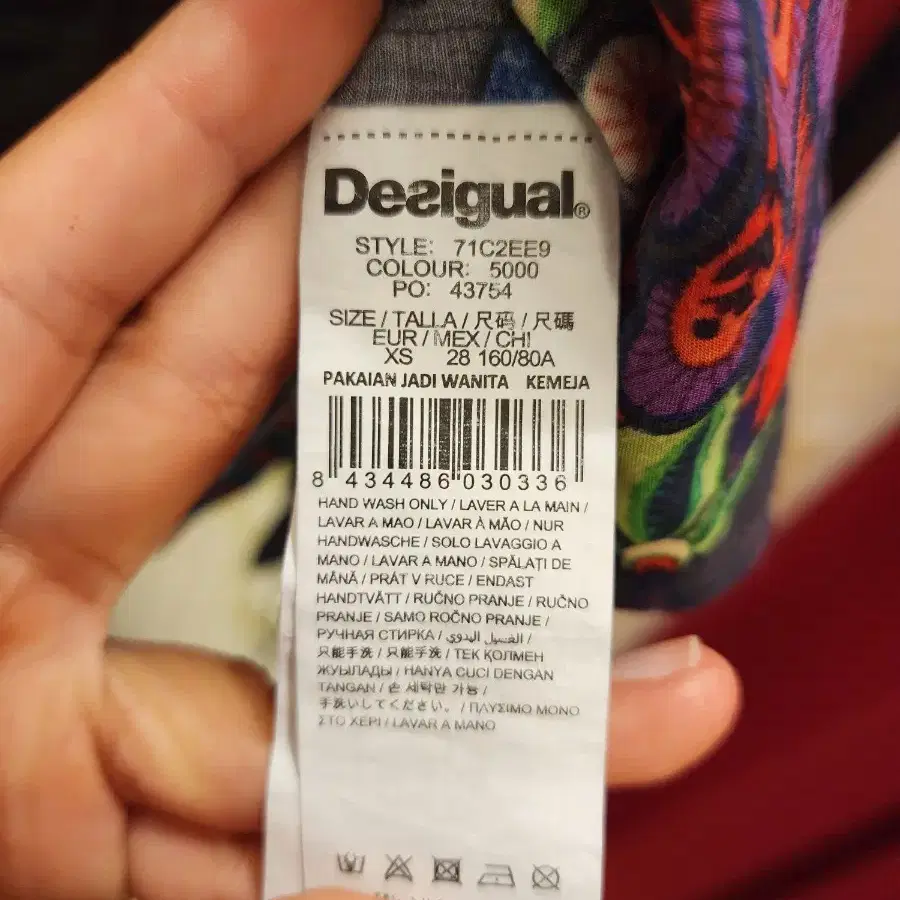 Desigual®
STYLE: 71C2EE9
COLOUR: 5000
PO: 43754
SIZE / TALLA / 尺码 / 尺碼
EUR / MEX / CHI
XS 28 160/80A
PAKAIAN JADI WANITA KEMEJA
8 434486 030336
HAND WASH ONLY / LAVER A LA MAIN /
LAVAR A MAO / LAVAR À MÃO / NUR
HANDWASCHE / SOLO LAVAGGIO A
MANO / LAVAR A MANO / SPĂLAȚI DE
MÂNĂ / PRÁT V RUCE / ENDAST
HANDTVÄTT / RUČNO PRANJE / RUČNO
PRANJE / SAMO ROČNO PRANJE /
РУЧНАЯ СТИРКА / الغسيل اليدوي /
只能手洗 / 只能手洗 / ТЕК ҚОЛМЕН
ЖУЫЛАДЫ / HANYA CUCI DENGAN
TANGAN / 손 세탁만 가능 /
手洗いしてください。 / ΠΛΥΣΙΜΟ ΜΟΝΟ
ΣΤΟ ΧΕΡΙ / LAVAR A MANO